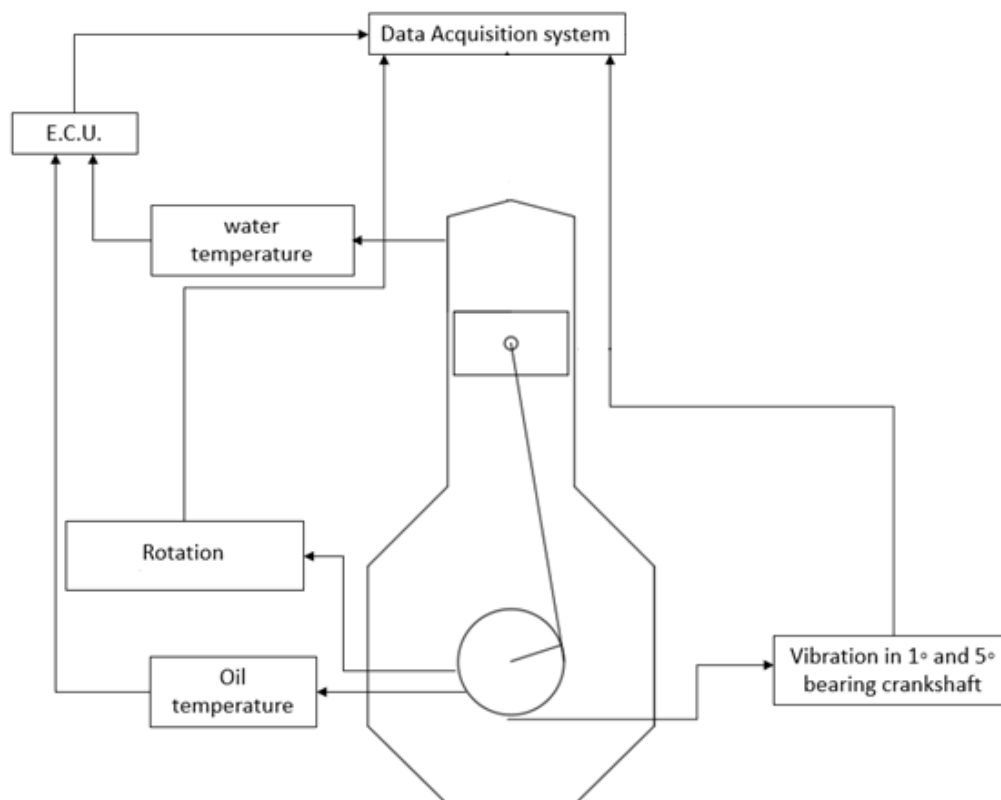 Data Acquisition system
E.C.U.
water
temperature
Rotation
Oil
temperature
Vibration in 1∘ and 5∘
bearing crankshaft